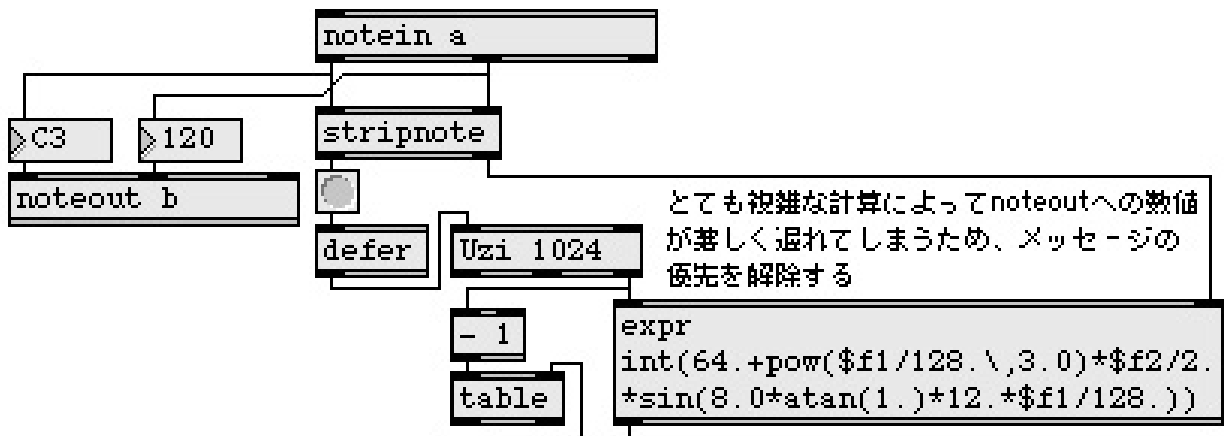 notein a
C3
120
stripnote
noteout b
とても複雑な計算によってnoteoutへの数値
が著しく遅れてしまうため、メッセージの
優先を解除する
defer
Uzi 1024
- 1
expr
int(64.+pow($f1/128.\,3.0)*$f2/2.
*sin(8.0*atan(1.)*12.*$f1/128.))
table